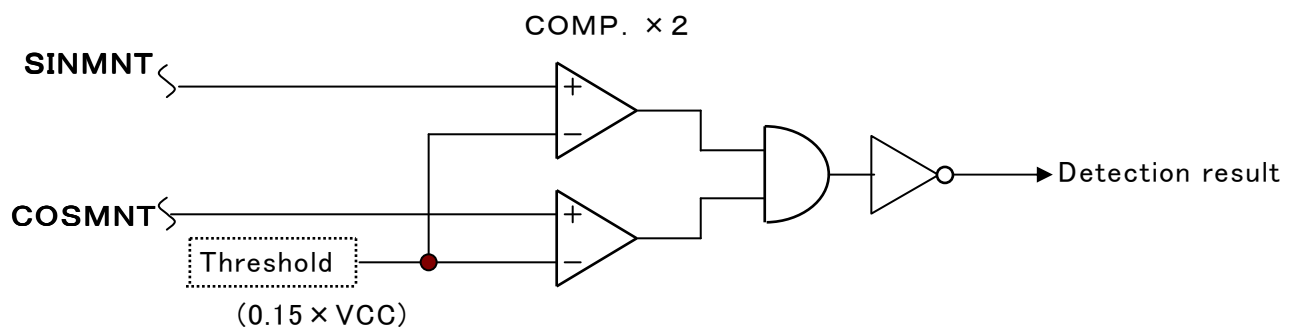 COMP. ×2
SINMNT
+
−
COSMNT
+
−
Threshold
(0.15×VCC)
Detection result